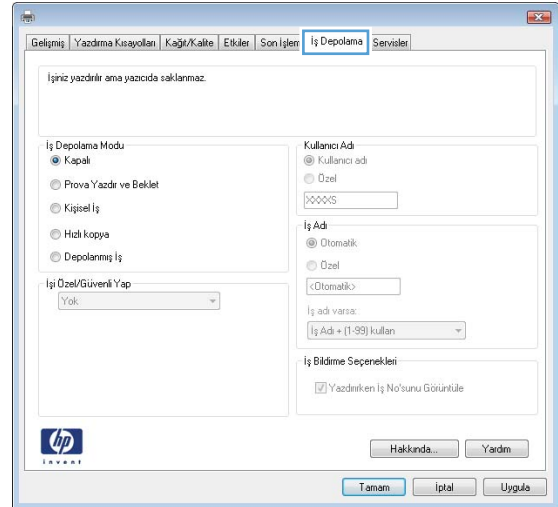 Gelişmiş Yazdırma Kısayolları Kağıt/Kalite Etkiler Son İşlem İş Depolama Servisler
İşiniz yazdırılır ama yazıcıda saklanmaz.
İş Depolama Modu
Kapalı
Prova Yazdır ve Beklet
Kişisel İş
Hızlı kopya
Depolanmış İş
İşi Özel/Güvenli Yap
Yok
Kullanıcı Adı
Kullanıcı adı
Özel
XXXXS
İş Adı
Otomatik
Özel
<Otomatik>
İş adı varsa:
İş Adı + (1-99) kullan
İş Bildirme Seçenekleri
Yazdırırken İş No'sunu Görüntüle
hp
invent
Hakkında... Yardım
Tamam İptal Uygula